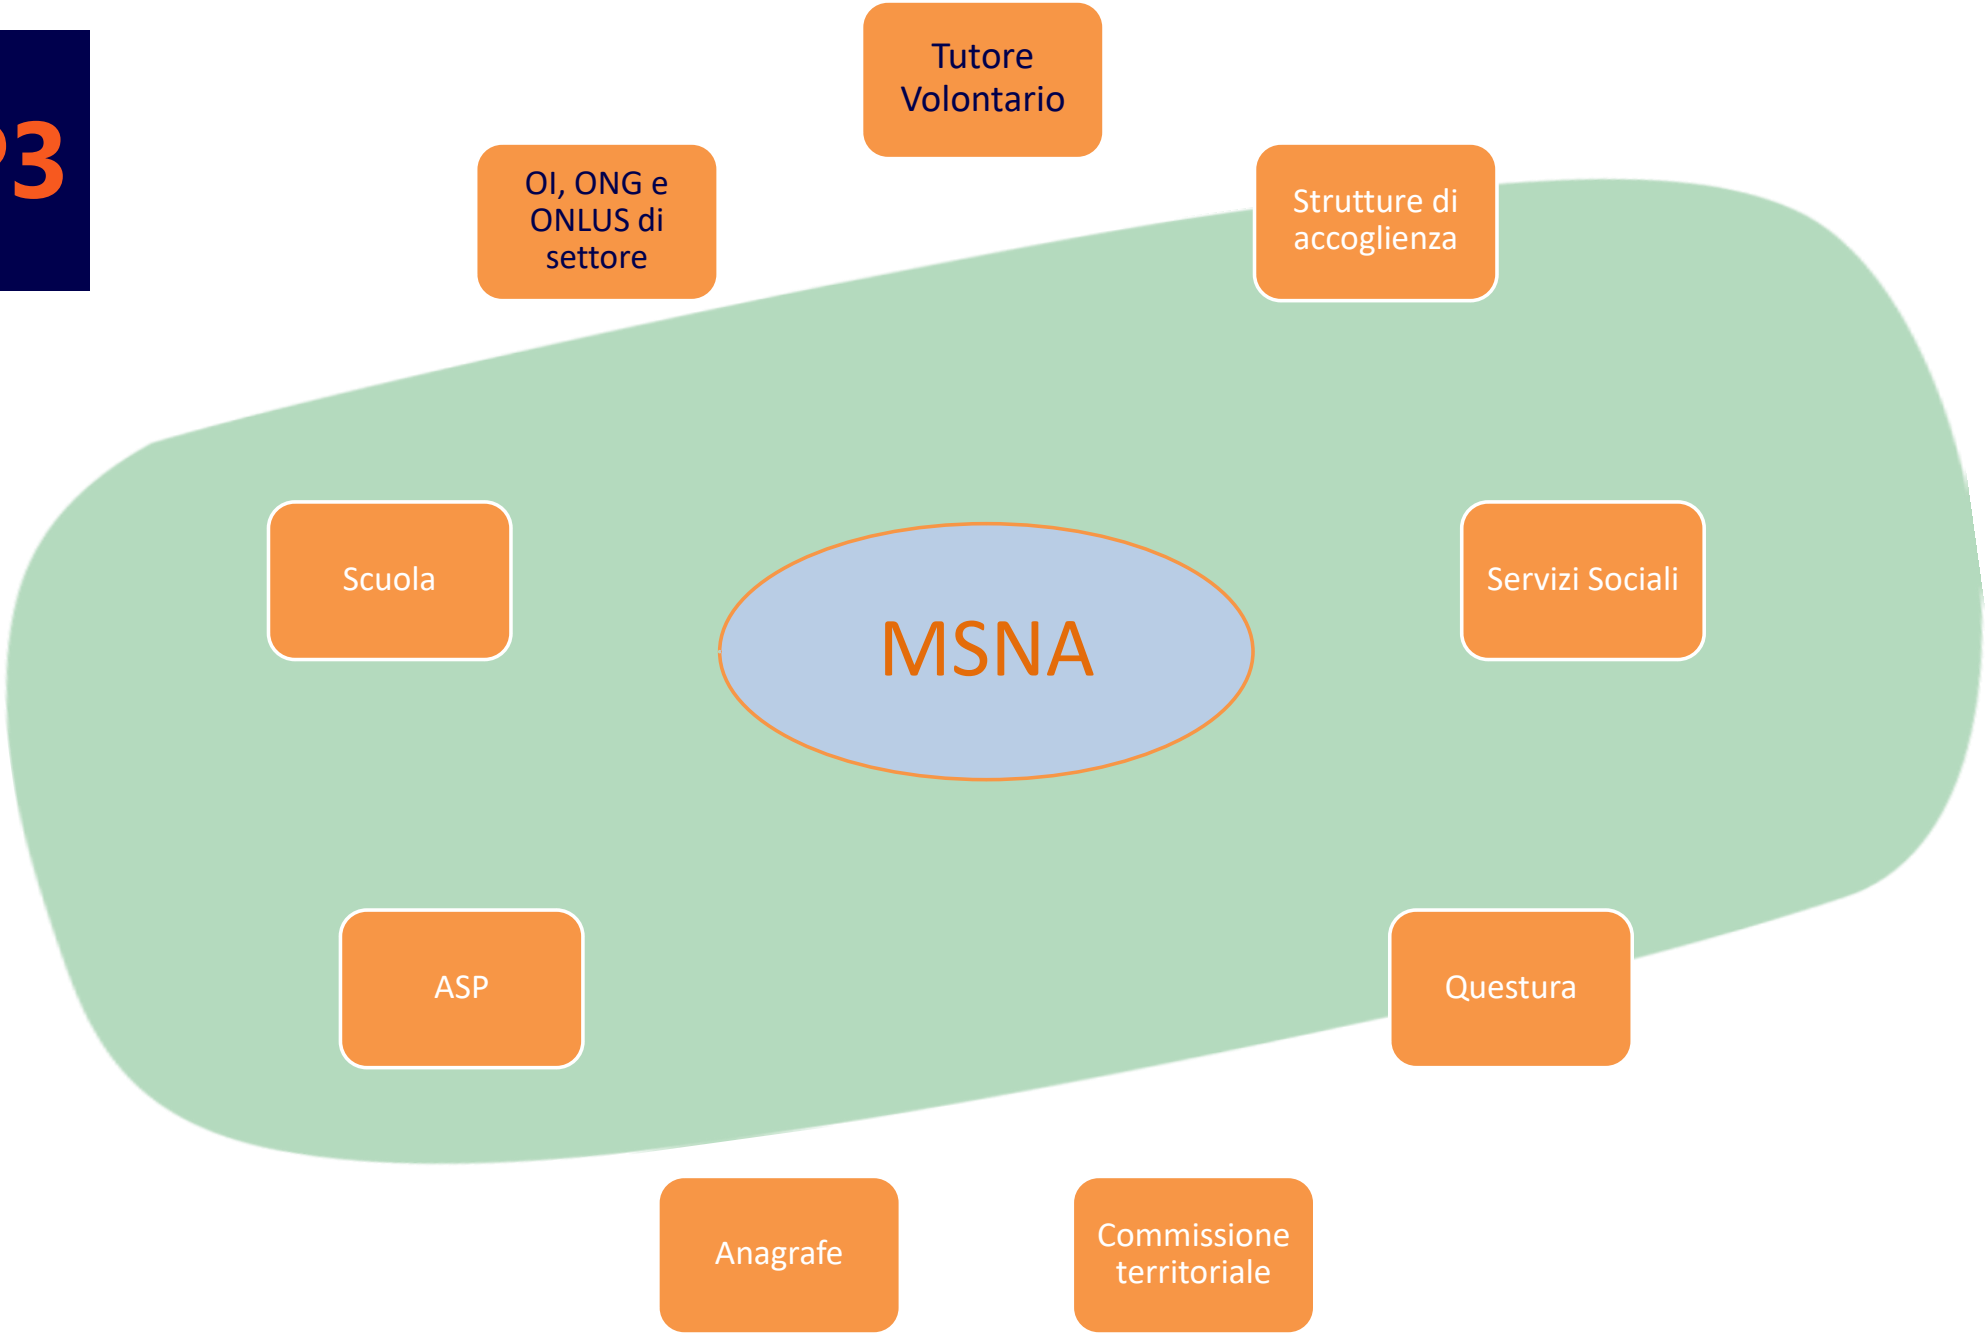 Tutore
Volontario
P3
OI, ONG e
ONLUS di
settore
Strutture di
accoglienza
Scuola
MSNA
Servizi Sociali
ASP
Questura
Anagrafe
Commissione
territoriale